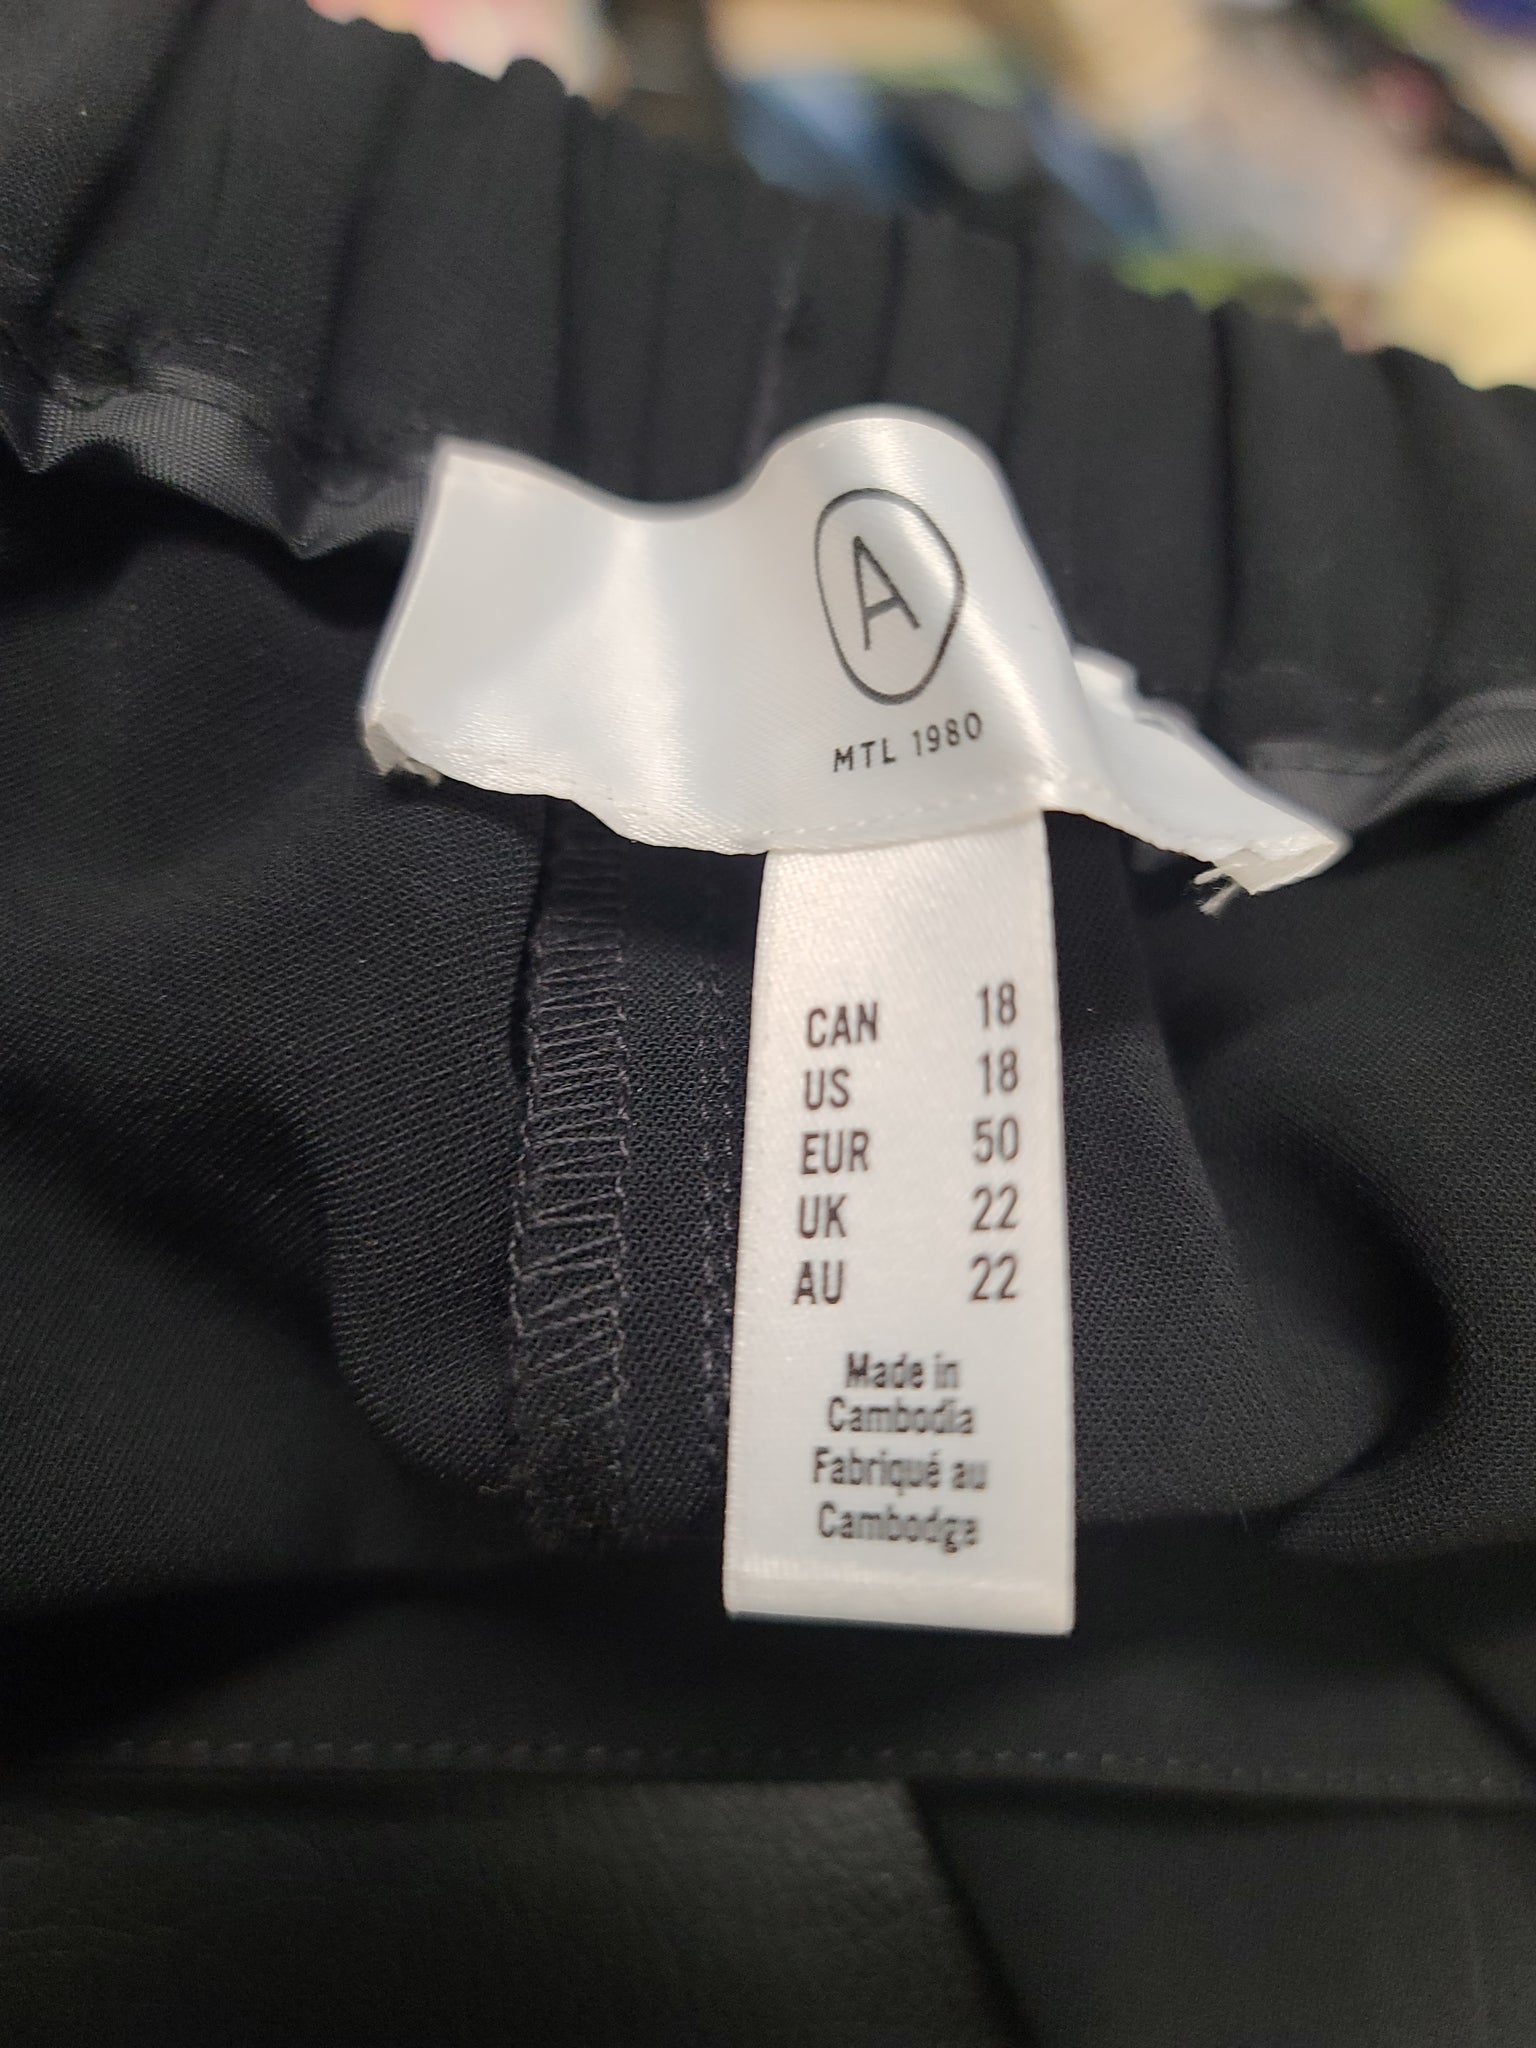 A
MTL 1980
CAN 18
US 18
EUR 50
UK 22
AU 22
Made in
Cambodia
Fabriqué au
Cambodge